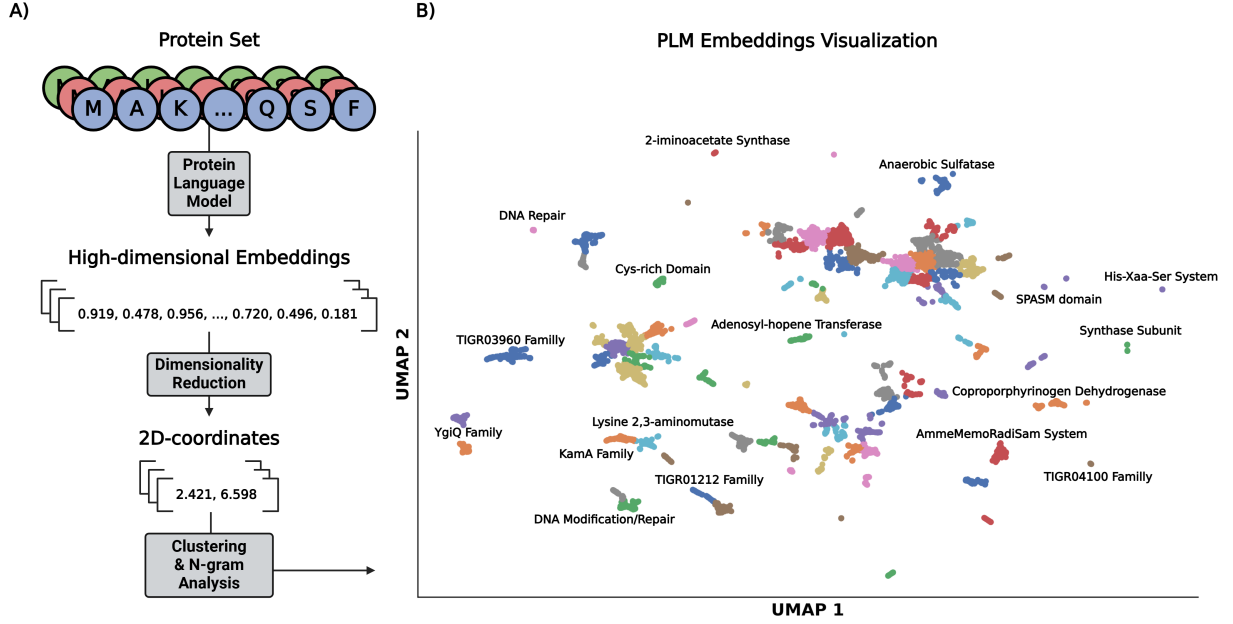 A)
Protein Set
M A K ... Q S F
Protein
Language
Model
High-dimensional Embeddings
0.919, 0.478, 0.956, ..., 0.720, 0.496, 0.181
Dimensionality
Reduction
2D-coordinates
2.421, 6.598
Clustering
& N-gram
Analysis
B)
PLM Embeddings Visualization
2-iminoacetate Synthase
Anaerobic Sulfatase
DNA Repair
Cys-rich Domain
His-Xaa-Ser System
SPASM domain
Adenosyl-hopene Transferase
Synthase Subunit
TIGR03960 Familly
Coproporphyrinogen Dehydrogenase
Lysine 2,3-aminomutase
YgiQ Family
AmmeMemoRadiSam System
KamA Family
TIGR01212 Familly
TIGR04100 Familly
DNA Modification/Repair
UMAP 2
UMAP 1